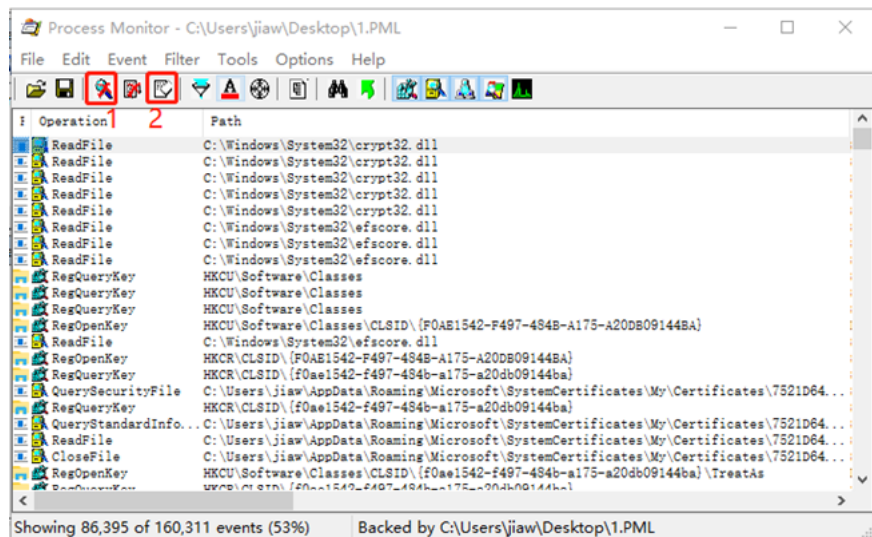 Process Monitor - C:\Users\jiaw\Desktop\1.PML
File Edit Event Filter Tools Options Help
1 2
Operation Path
ReadFile C:\Windows\System32\crypt32.dll
ReadFile C:\Windows\System32\crypt32.dll
ReadFile C:\Windows\System32\crypt32.dll
ReadFile C:\Windows\System32\crypt32.dll
ReadFile C:\Windows\System32\crypt32.dll
ReadFile C:\Windows\System32\efscore.dll
ReadFile C:\Windows\System32\efscore.dll
ReadFile C:\Windows\System32\efscore.dll
RegQueryKey HKCU\Software\Classes
RegQueryKey HKCU\Software\Classes
RegQueryKey HKCU\Software\Classes
RegOpenKey HKCU\Software\Classes\CLSID\{F0AE1542-F497-484B-A175-A20DB09144BA}
ReadFile C:\Windows\System32\efscore.dll
RegOpenKey HKCR\CLSID\{F0AE1542-F497-484B-A175-A20DB09144BA}
RegQueryKey HKCR\CLSID\{f0ae1542-f497-484b-a175-a20db09144ba}
QuerySecurityFile C:\Users\jiaw\AppData\Roaming\Microsoft\SystemCertificates\My\Certificates\7521D64...
RegQueryKey HKCR\CLSID\{f0ae1542-f497-484b-a175-a20db09144ba}
QueryStandardInfo... C:\Users\jiaw\AppData\Roaming\Microsoft\SystemCertificates\My\Certificates\7521D64...
ReadFile C:\Users\jiaw\AppData\Roaming\Microsoft\SystemCertificates\My\Certificates\7521D64...
CloseFile C:\Users\jiaw\AppData\Roaming\Microsoft\SystemCertificates\My\Certificates\7521D64...
RegOpenKey HKCU\Software\Classes\CLSID\{f0ae1542-f497-484b-a175-a20db09144ba}\TreatAs
RegQueryKey HKCR\CLSID\{f0ae1542-f497-484b-a175-a20db09144ba}
Showing 86,395 of 160,311 events (53%) Backed by C:\Users\jiaw\Desktop\1.PML